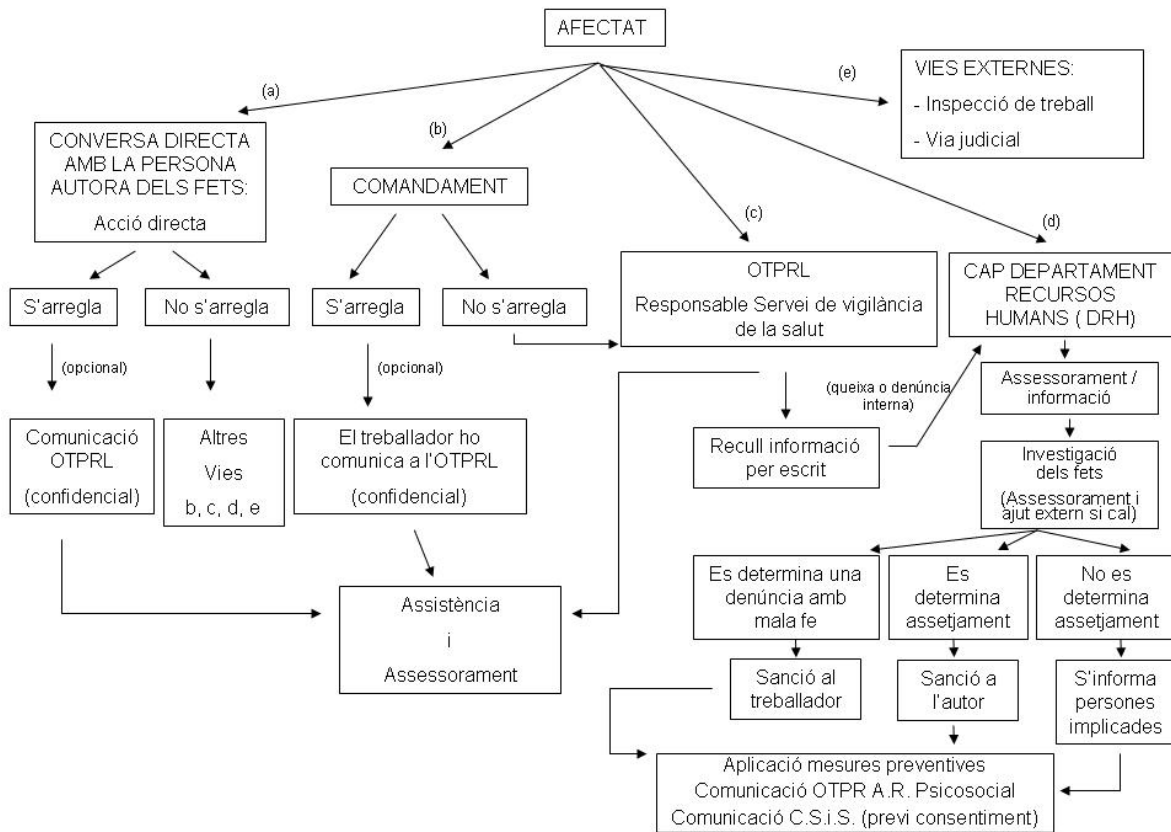 AFECTAT
(a)
(b)
(c)
(d)
(e)
VIES EXTERNES:
- Inspecció de treball
- Via judicial
CONVERSA DIRECTA
AMB LA PERSONA
AUTORA DELS FETS:
Acció directa
COMANDAMENT
OTPRL
Responsable Servei de vigilància
de la salut
CAP DEPARTAMENT
RECURSOS
HUMANS ( DRH)
S'arregla
No s'arregla
S'arregla
No s'arregla
(opcional)
(opcional)
(queixa o denúncia
interna)
Assessorament /
informació
Comunicació
OTPRL
(confidencial)
Altres
Vies
b, c, d, e
El treballador ho
comunica a l'OTPRL
(confidencial)
Recull informació
per escrit
Investigació
dels fets
(Assessorament i
ajut extern si cal)
Assistència
i
Assessorament
Es determina una
denúncia amb
mala fe
Es
determina
assetjament
No es
determina
assetjament
Sanció al
treballador
Sanció a
l'autor
S'informa
persones
implicades
Aplicació mesures preventives
Comunicació OTPR A.R. Psicosocial
Comunicació C.S.i.S. (previ consentiment)